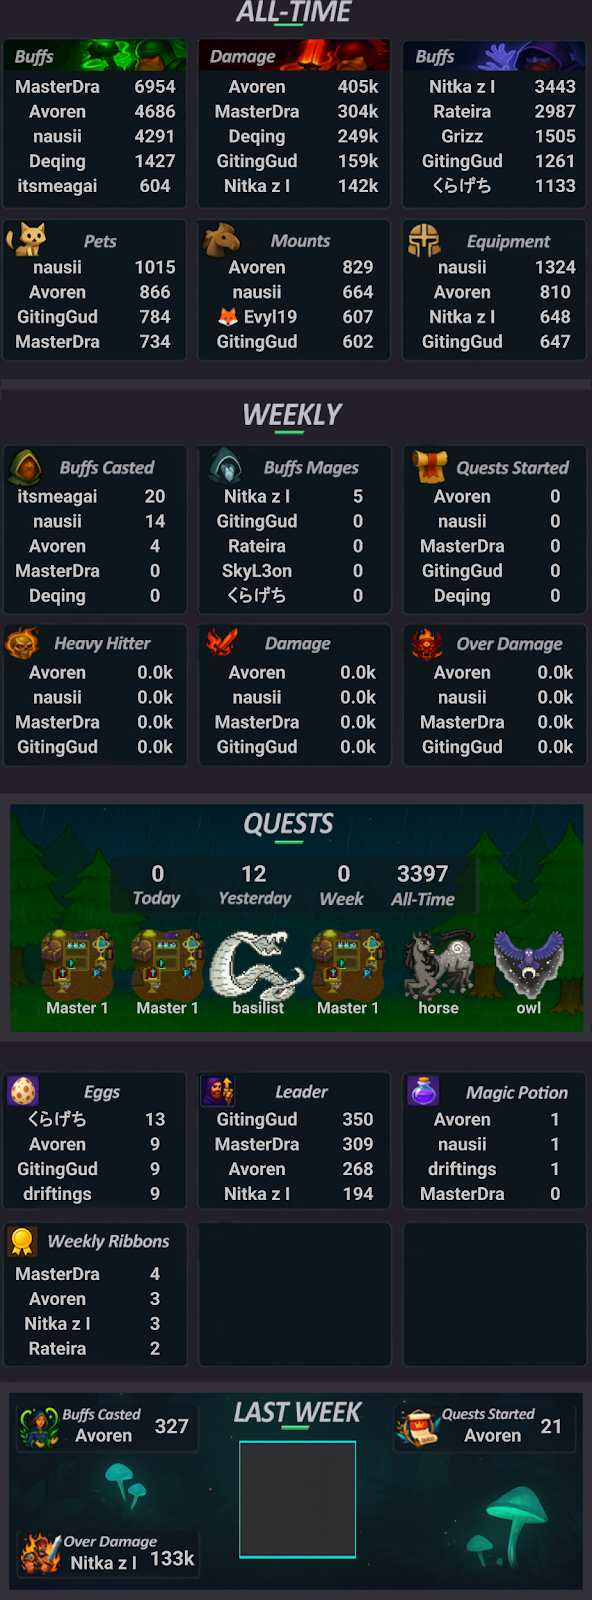 ALL-TIME
Buffs
MasterDra 6954
Avoren 4686
nausii 4291
Deqing 1427
itsmeagai 604
Damage
Avoren 405k
MasterDra 304k
Deqing 249k
GitingGud 159k
Nitka z I 142k
Buffs
Nitka z I 3443
Rateira 2987
Grizz 1505
GitingGud 1261
くらげち 1133
Pets
nausii 1015
Avoren 866
GitingGud 784
MasterDra 734
Mounts
Avoren 829
nausii 664
🦊 Evyl19 607
GitingGud 602
Equipment
nausii 1324
Avoren 810
Nitka z I 648
GitingGud 647
WEEKLY
Buffs Casted
itsmeagai 20
nausii 14
Avoren 4
MasterDra 0
Deqing 0
Buffs Mages
Nitka z I 5
GitingGud 0
Rateira 0
SkyL3on 0
くらげち 0
Quests Started
Avoren 0
nausii 0
MasterDra 0
GitingGud 0
Deqing 0
Heavy Hitter
Avoren 0.0k
nausii 0.0k
MasterDra 0.0k
GitingGud 0.0k
Damage
Avoren 0.0k
nausii 0.0k
MasterDra 0.0k
GitingGud 0.0k
Over Damage
Avoren 0.0k
nausii 0.0k
MasterDra 0.0k
GitingGud 0.0k
QUESTS
0 12 0 3397
Today Yesterday Week All-Time
Master 1 Master 1 basilist Master 1 horse owl
Eggs
くらげち 13
Avoren 9
GitingGud 9
driftings 9
Leader
GitingGud 350
MasterDra 309
Avoren 268
Nitka z I 194
Magic Potion
Avoren 1
nausii 1
driftings 1
MasterDra 0
Weekly Ribbons
MasterDra 4
Avoren 3
Nitka z I 3
Rateira 2
LAST WEEK
Buffs Casted
Avoren 327
Quests Started
Avoren 21
Over Damage
Nitka z I 133k